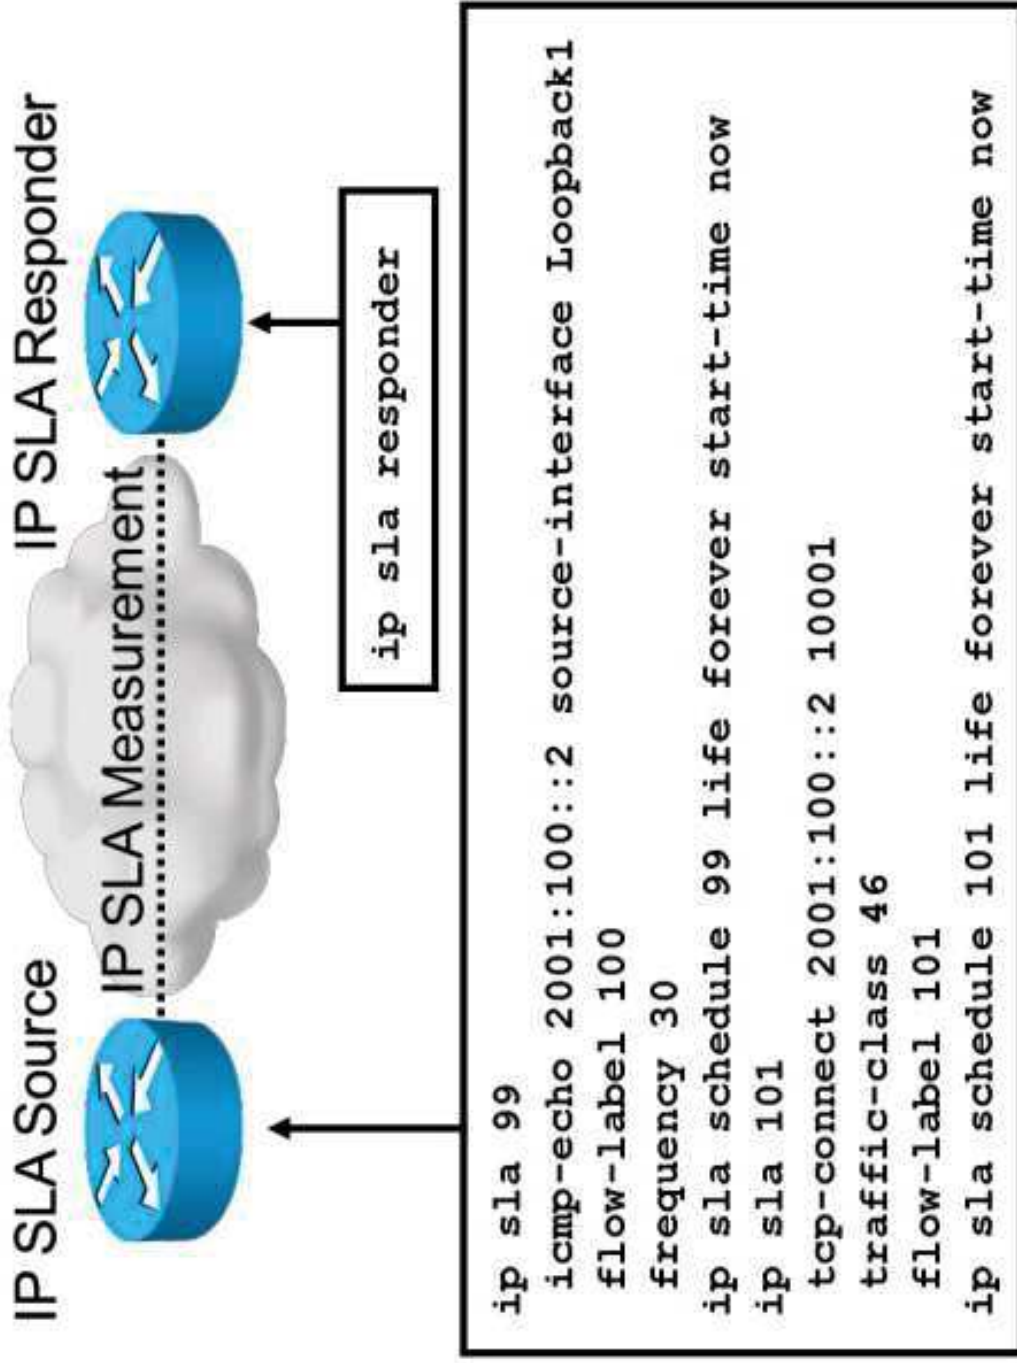 IP SLA Source
IP SLA Measurement
IP SLA Responder
ip sla responder
ip sla 99
icmp-echo 2001:100::2 source-interface Loopback1
flow-label 100
frequency 30
ip sla schedule 99 life forever start-time now
ip sla 101
tcp-connect 2001:100::2 10001
traffic-class 46
flow-label 101
ip sla schedule 101 life forever start-time now